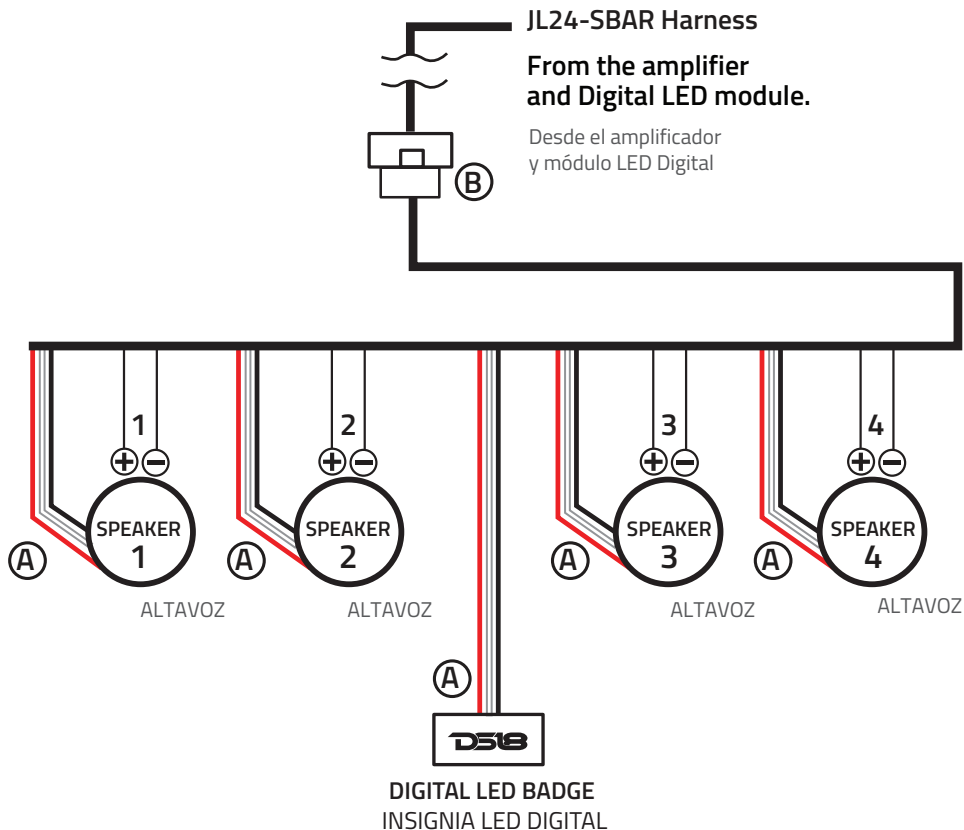 JL24-SBAR Harness
From the amplifier
and Digital LED module.
Desde el amplificador
y módulo LED Digital
B
1
2
3
4
+ −
+ −
+ −
+ −
SPEAKER
1
SPEAKER
2
SPEAKER
3
SPEAKER
4
A
A
A
A
ALTAVOZ
ALTAVOZ
ALTAVOZ
ALTAVOZ
A
DS18
DIGITAL LED BADGE
INSIGNIA LED DIGITAL